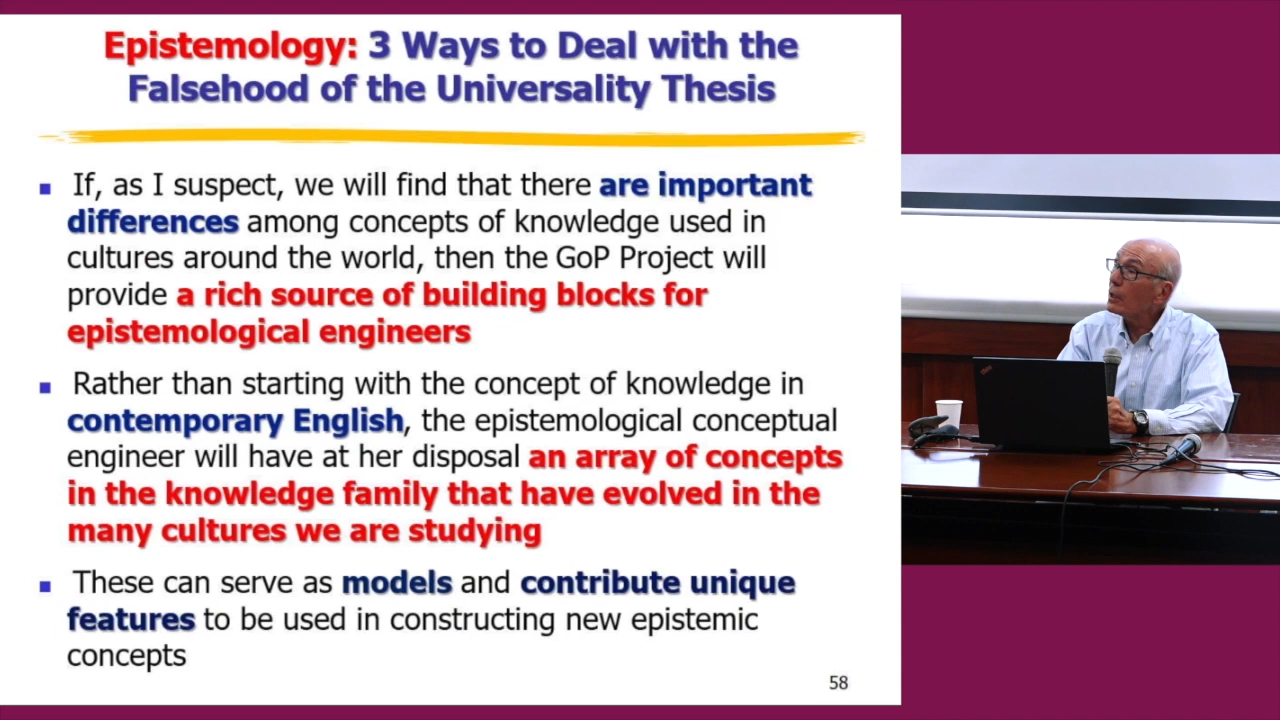 Epistemology: 3 Ways to Deal with the
Falsehood of the Universality Thesis
If, as I suspect, we will find that there are important
differences among concepts of knowledge used in
cultures around the world, then the GoP Project will
provide a rich source of building blocks for
epistemological engineers
Rather than starting with the concept of knowledge in
contemporary English, the epistemological conceptual
engineer will have at her disposal an array of concepts
in the knowledge family that have evolved in the
many cultures we are studying
These can serve as models and contribute unique
features to be used in constructing new epistemic
concepts
58